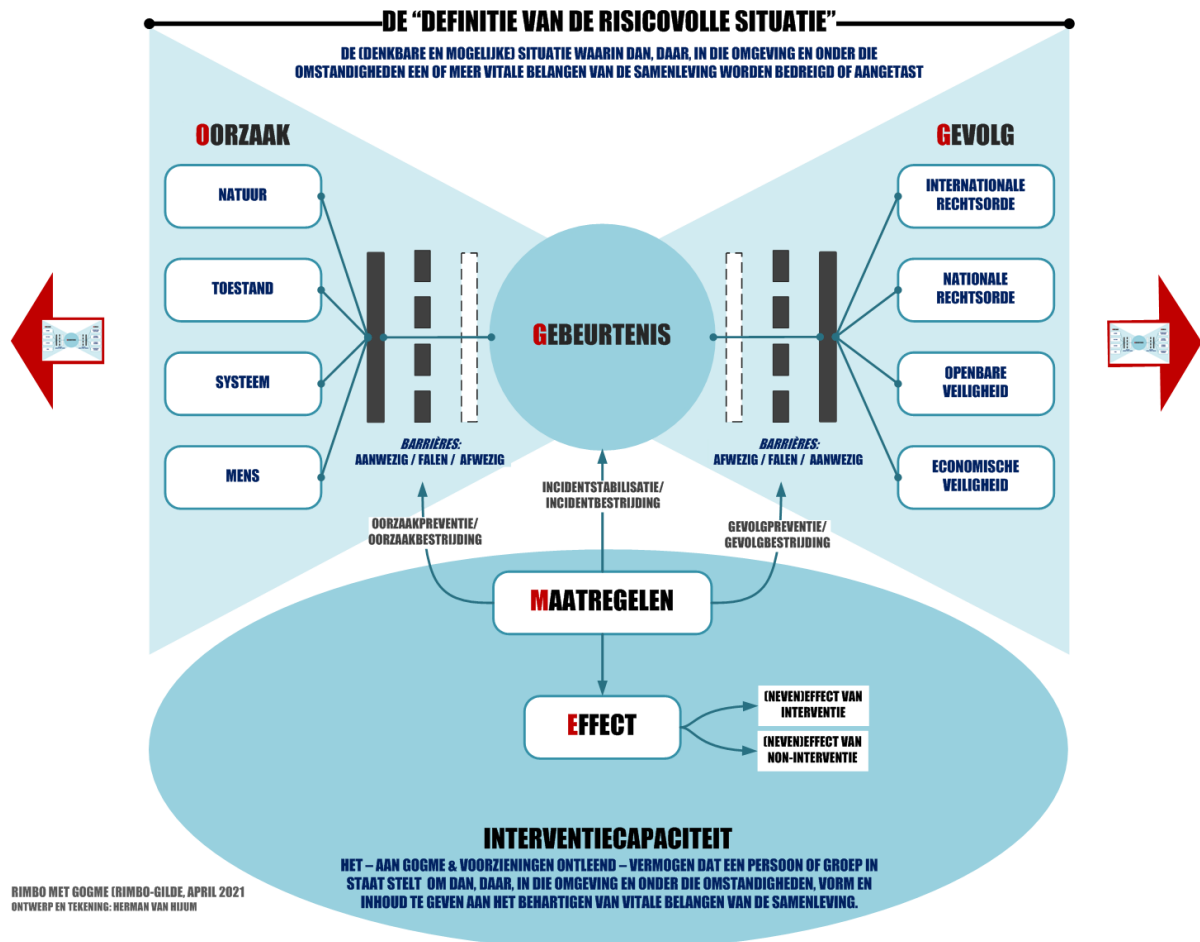 DE “DEFINITIE VAN DE RISICOVOLLE SITUATIE”
DE (DENKBARE EN MOGELIJKE) SITUATIE WAARIN DAN, DAAR, IN DIE OMGEVING EN ONDER DIE
OMSTANDIGHEDEN EEN OF MEER VITALE BELANGEN VAN DE SAMENLEVING WORDEN BEDREIGD OF AANGETAST
OORZAAK
NATUUR
TOESTAND
SYSTEEM
MENS
GEBEURTENIS
GEVOLG
INTERNATIONALE
RECHTSORDE
NATIONALE
RECHTSORDE
OPENBARE
VEILIGHEID
ECONOMISCHE
VEILIGHEID
BARRIÈRES:
AANWEZIG / FALEN / AFWEZIG
BARRIÈRES:
AFWEZIG / FALEN / AANWEZIG
OORZAAKPREVENTIE/
OORZAAKBESTRIJDING
INCIDENTSTABILISATIE/
INCIDENTBESTRIJDING
GEVOLGPREVENTIE/
GEVOLGBESTRIJDING
MAATREGELEN
EFFECT
(NEVEN)EFFECT VAN
INTERVENTIE
(NEVEN)EFFECT VAN
NON-INTERVENTIE
INTERVENTIECAPACITEIT
HET – AAN GOGME & VOORZIENINGEN ONTLEEND – VERMOGEN DAT EEN PERSOON OF GROEP IN
STAAT STELT OM DAN, DAAR, IN DIE OMGEVING EN ONDER DIE OMSTANDIGHEDEN, VORM EN
INHOUD TE GEVEN AAN HET BEHARTIGEN VAN VITALE BELANGEN VAN DE SAMENLEVING.
RIMBO MET GOGME (RIMBO-GILDE, APRIL 2021
ONTWERP EN TEKENING: HERMAN VAN HIJUM